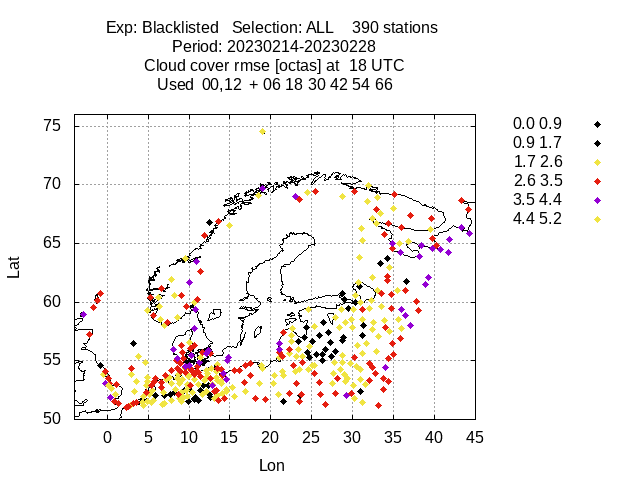 Exp: Blacklisted Selection: ALL 390 stations
Period: 20230214-20230228
Cloud cover rmse [octas] at 18 UTC
Used 00,12 + 06 18 30 42 54 66
0.0 0.9
0.9 1.7
1.7 2.6
2.6 3.5
3.5 4.4
4.4 5.2
75
70
65
60
55
50
Lat
0 5 10 15 20 25 30 35 40 45
Lon